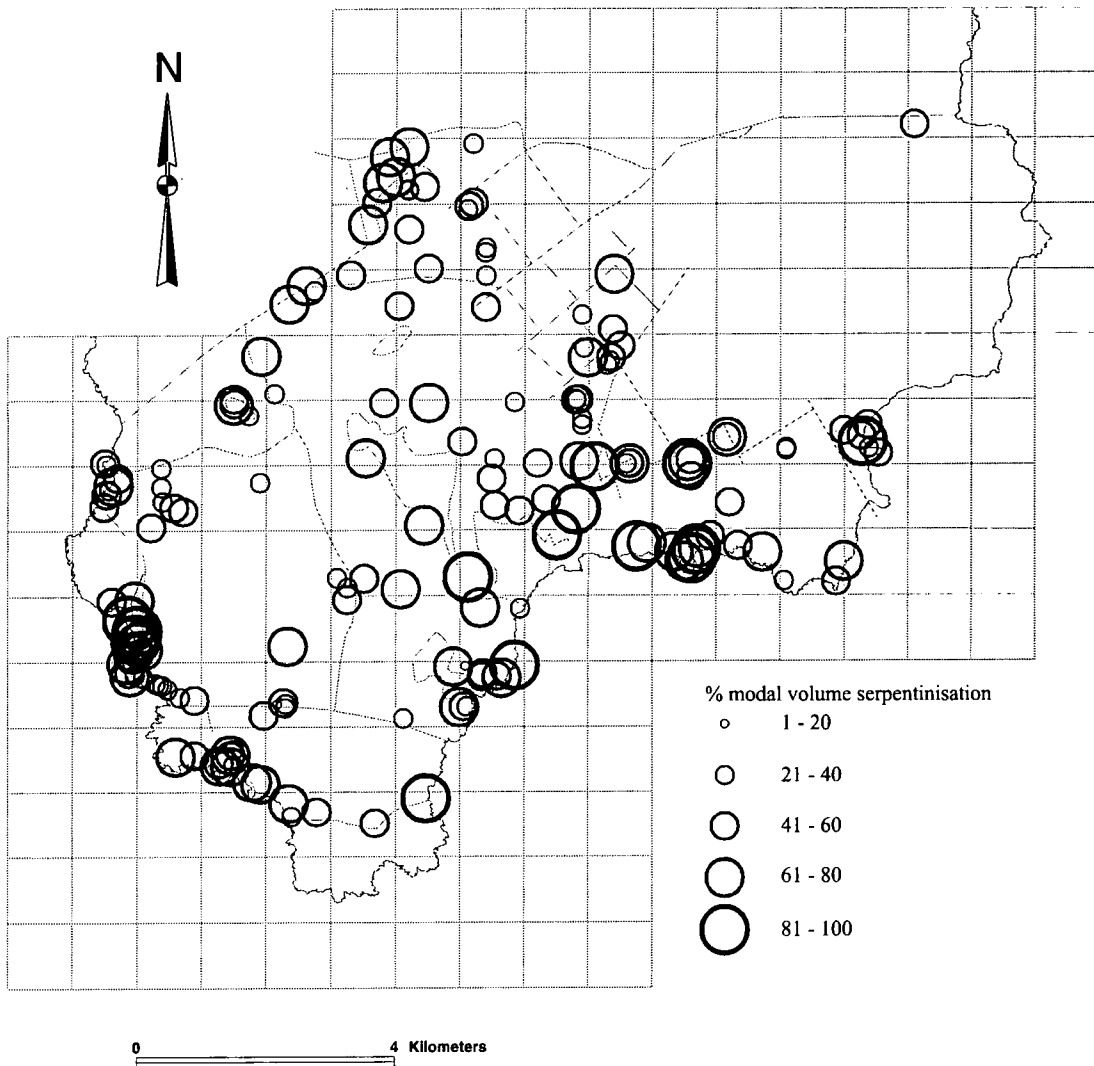 N
% modal volume serpentinisation
1 - 20
21 - 40
41 - 60
61 - 80
81 - 100
0 4 Kilometers